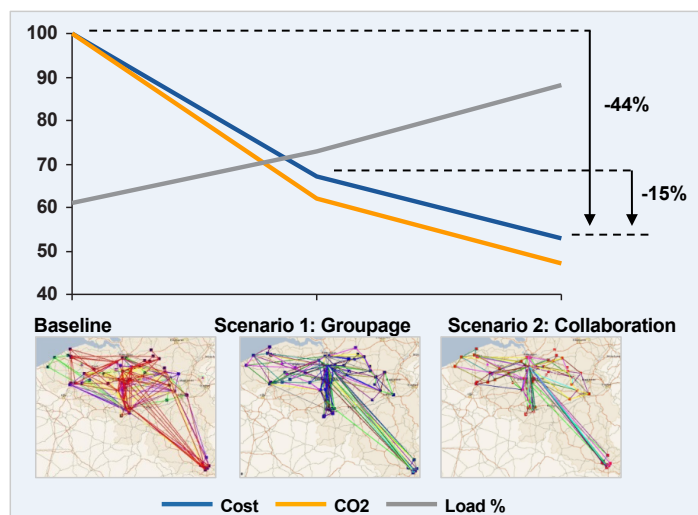 100
90
80
70
60
50
40
-44%
-15%
Baseline
Scenario 1: Groupage
Scenario 2: Collaboration
Cost
CO2
Load %